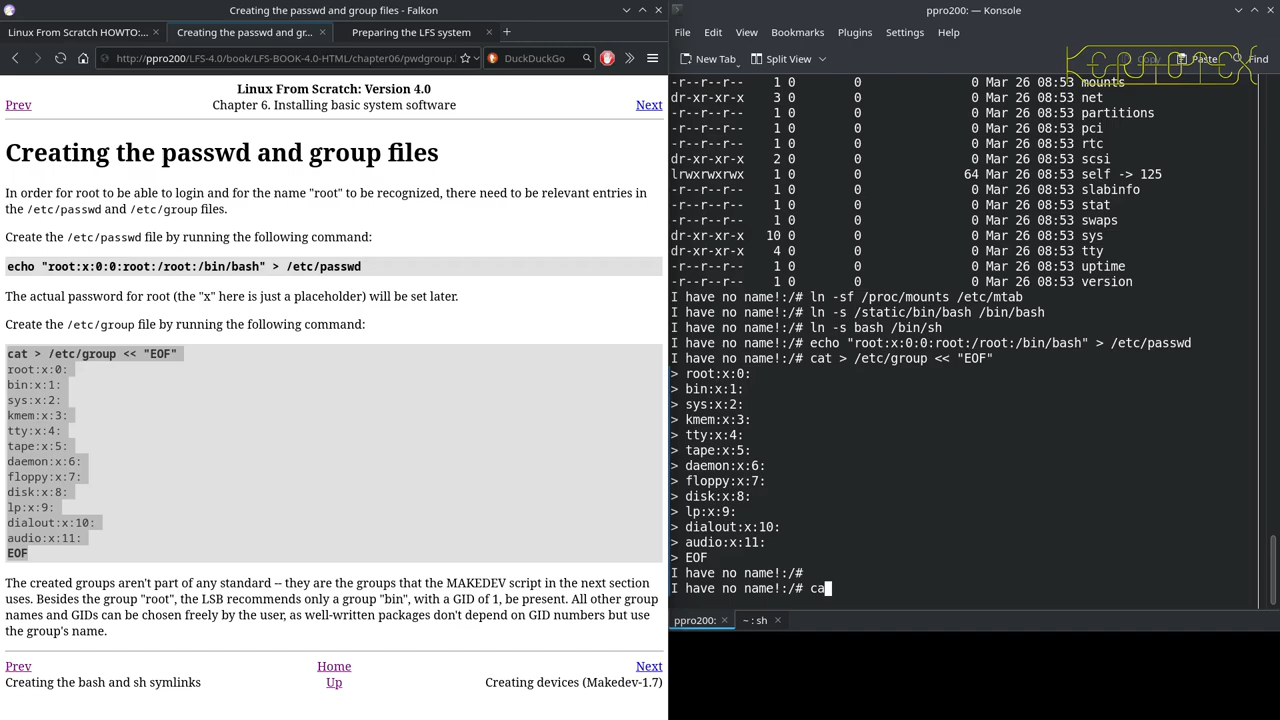 Creating the passwd and group files - Falkon
Linux From Scratch HOWTO:...
Creating the passwd and gr...
Preparing the LFS system
http://ppro200/LFS-4.0/book/LFS-BOOK-4.0-HTML/chapter06/pwdgroup.
DuckDuckGo
Linux From Scratch: Version 4.0
Prev
Chapter 6. Installing basic system software
Next
Creating the passwd and group files
In order for root to be able to login and for the name "root" to be recognized, there need to be relevant entries in
the /etc/passwd and /etc/group files.
Create the /etc/passwd file by running the following command:
echo "root:x:0:0:root:/root:/bin/bash" > /etc/passwd
The actual password for root (the "x" here is just a placeholder) will be set later.
Create the /etc/group file by running the following command:
cat > /etc/group << "EOF"
root:x:0:
bin:x:1:
sys:x:2:
kmem:x:3:
tty:x:4:
tape:x:5:
daemon:x:6:
floppy:x:7:
disk:x:8:
lp:x:9:
dialout:x:10:
audio:x:11:
EOF
The created groups aren't part of any standard -- they are the groups that the MAKEDEV script in the next section
uses. Besides the group "root", the LSB recommends only a group "bin", with a GID of 1, be present. All other group
names and GIDs can be chosen freely by the user, as well-written packages don't depend on GID numbers but use
the group's name.
Prev
Home
Next
Creating the bash and sh symlinks
Up
Creating devices (Makedev-1.7)
ppro200: — Konsole
File Edit View Bookmarks Plugins Settings Help
New Tab
Split View
Copy
Paste
Find
-r--r--r-- 1 0 0 0 Mar 26 08:53 mounts
dr-xr-xr-x 3 0 0 0 Mar 26 08:53 net
-r--r--r-- 1 0 0 0 Mar 26 08:53 partitions
-r--r--r-- 1 0 0 0 Mar 26 08:53 pci
-r--r--r-- 1 0 0 0 Mar 26 08:53 rtc
dr-xr-xr-x 2 0 0 0 Mar 26 08:53 scsi
lrwxrwxrwx 1 0 0 64 Mar 26 08:53 self -> 125
-r--r--r-- 1 0 0 0 Mar 26 08:53 slabinfo
-r--r--r-- 1 0 0 0 Mar 26 08:53 stat
-r--r--r-- 1 0 0 0 Mar 26 08:53 swaps
dr-xr-xr-x 10 0 0 0 Mar 26 08:53 sys
dr-xr-xr-x 4 0 0 0 Mar 26 08:53 tty
-r--r--r-- 1 0 0 0 Mar 26 08:53 uptime
-r--r--r-- 1 0 0 0 Mar 26 08:53 version
I have no name!:/# ln -sf /proc/mounts /etc/mtab
I have no name!:/# ln -s /static/bin/bash /bin/bash
I have no name!:/# ln -s bash /bin/sh
I have no name!:/# echo "root:x:0:0:root:/root:/bin/bash" > /etc/passwd
I have no name!:/# cat > /etc/group << "EOF"
> root:x:0:
> bin:x:1:
> sys:x:2:
> kmem:x:3:
> tty:x:4:
> tape:x:5:
> daemon:x:6:
> floppy:x:7:
> disk:x:8:
> lp:x:9:
> dialout:x:10:
> audio:x:11:
> EOF
I have no name!:/#
I have no name!:/# ca
ppro200:
~ : sh